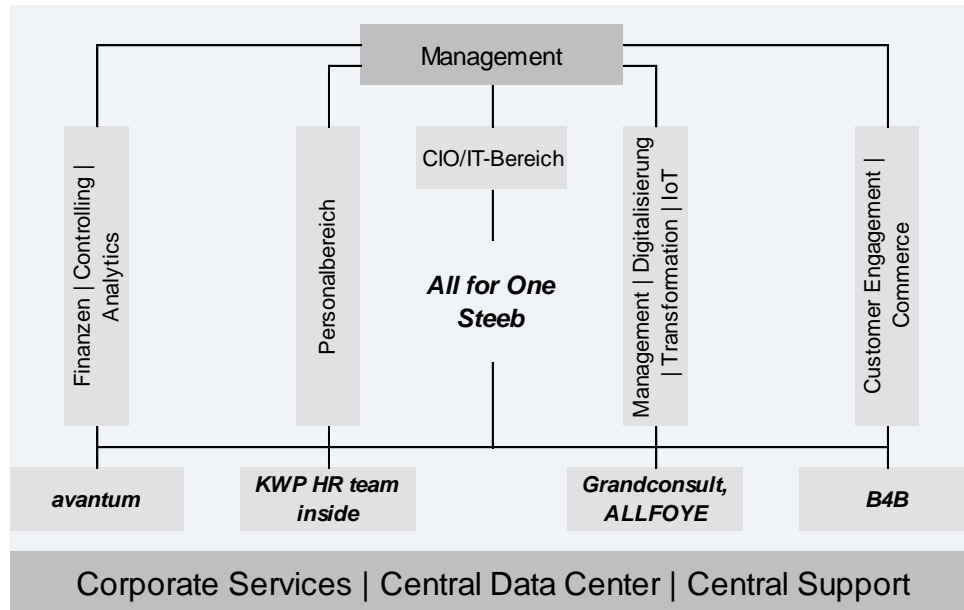 Management
Finanzen | Controlling |
Analytics
Personalbereich
CIO/IT-Bereich
All for One
Steeb
Management | Digitalisierung
| Transformation | IoT
Customer Engagement |
Commerce
avantum
KWP HR team
inside
Grandconsult,
ALLFOYE
B4B
Corporate Services | Central Data Center | Central Support